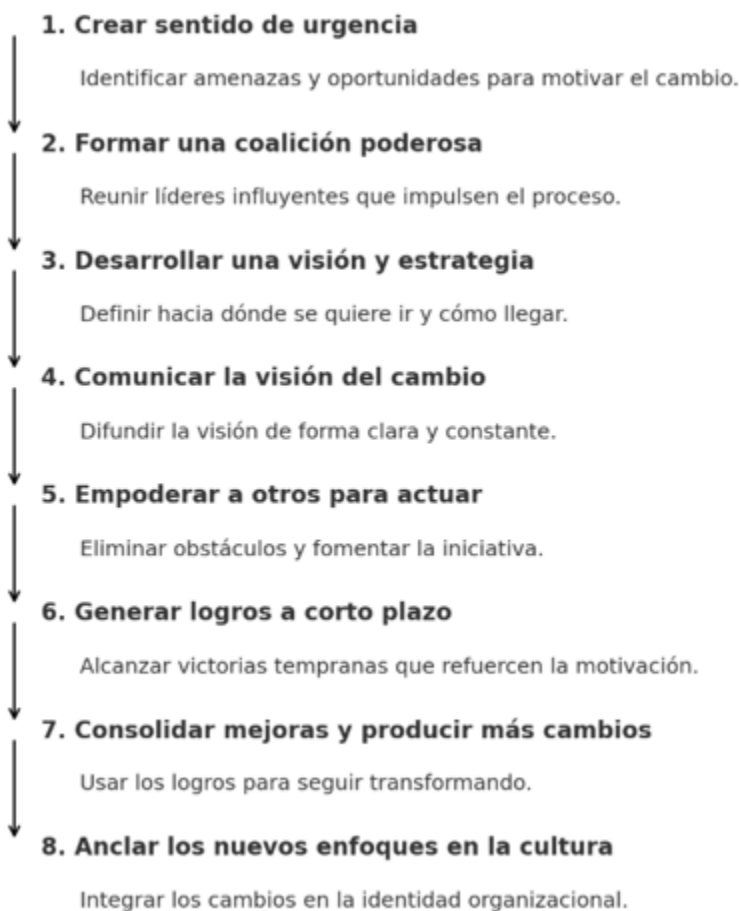 1. Crear sentido de urgencia
Identificar amenazas y oportunidades para motivar el cambio.
2. Formar una coalición poderosa
Reunir líderes influyentes que impulsen el proceso.
3. Desarrollar una visión y estrategia
Definir hacia dónde se quiere ir y cómo llegar.
4. Comunicar la visión del cambio
Difundir la visión de forma clara y constante.
5. Empoderar a otros para actuar
Eliminar obstáculos y fomentar la iniciativa.
6. Generar logros a corto plazo
Alcanzar victorias tempranas que refuercen la motivación.
7. Consolidar mejoras y producir más cambios
Usar los logros para seguir transformando.
8. Anclar los nuevos enfoques en la cultura
Integrar los cambios en la identidad organizacional.